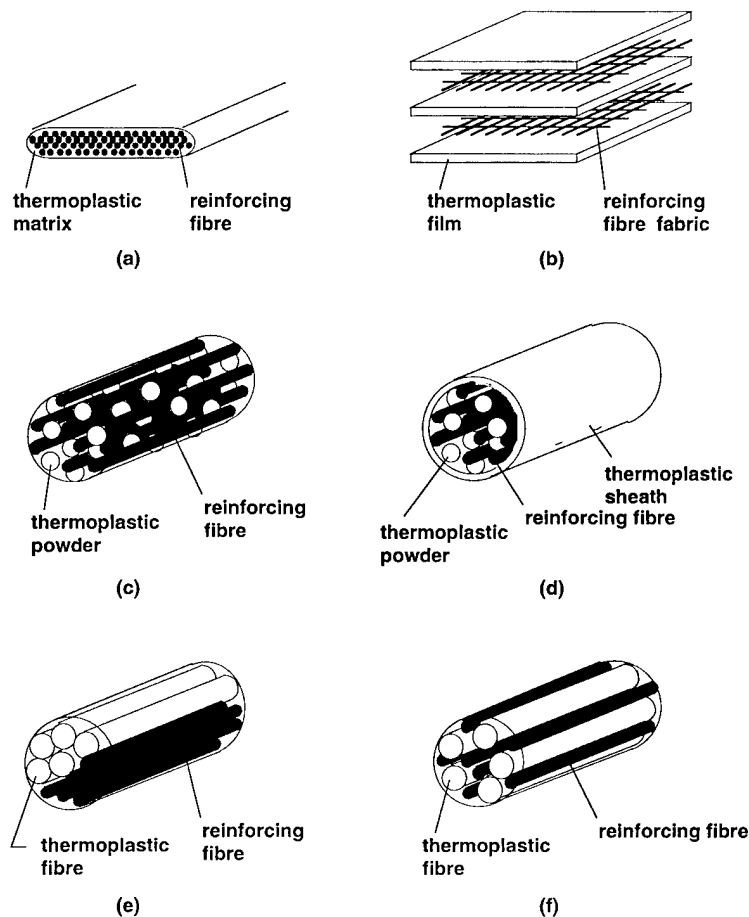 thermoplastic
matrix
reinforcing
fibre
(a)
thermoplastic
film
reinforcing
fibre fabric
(b)
thermoplastic
powder
reinforcing
fibre
(c)
thermoplastic
sheath
reinforcing fibre
thermoplastic
powder
(d)
thermoplastic
fibre
reinforcing
fibre
(e)
thermoplastic
fibre
reinforcing fibre
(f)